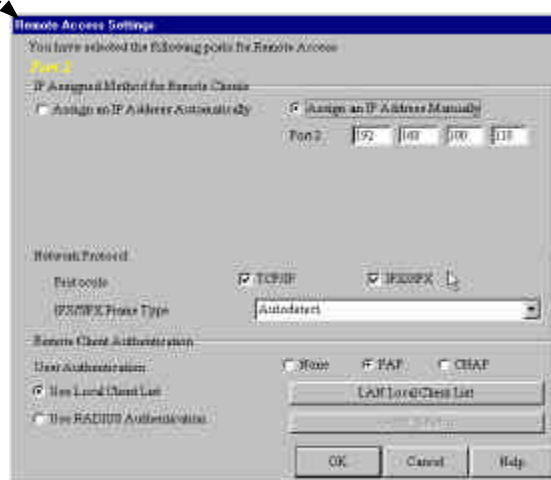 Remote Access Settings
You have selected the following ports for Remote Access
Port 2
IP Assigned Method for Remote Clients
Assign an IP Address Automatically
Assign an IP Address Manually
Port 2 192 168 100 110
Network Protocol
Protocols TCP/IP IPX/SPX
IPX/SPX Frame Type Autodetect
Remote Client Authentication
User Authentication None PAP CHAP
Use Local Client List LAN Local Client List
Use RADIUS Authentication
OK Cancel Help